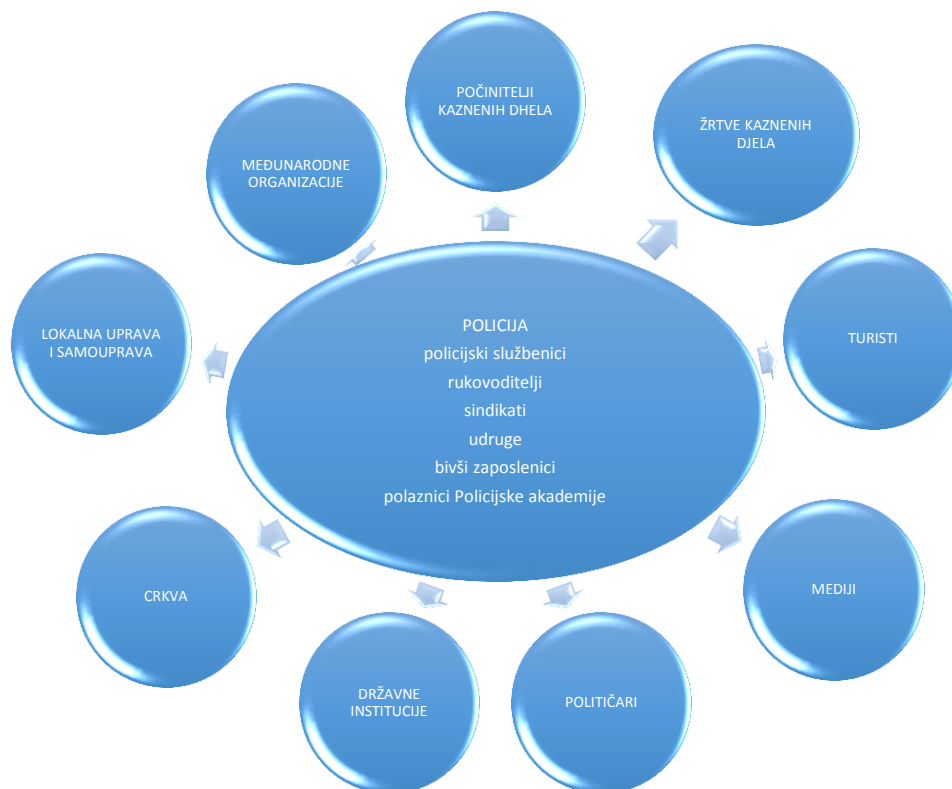 POČINITELJI
KAZNENIH DHELA
ŽRTVE KAZNENIH
DJELA
MEĐUNARODNE
ORGANIZACIJE
LOKALNA UPRAVA
I SAMOUPRAVA
POLICIJA
policijski službenici
rukovoditelji
sindikati
udruge
bivši zaposlenici
polaznici Policijske akademije
TURISTI
CRKVA
MEDIJI
DRŽAVNE
INSTITUCIJE
POLITIČARI